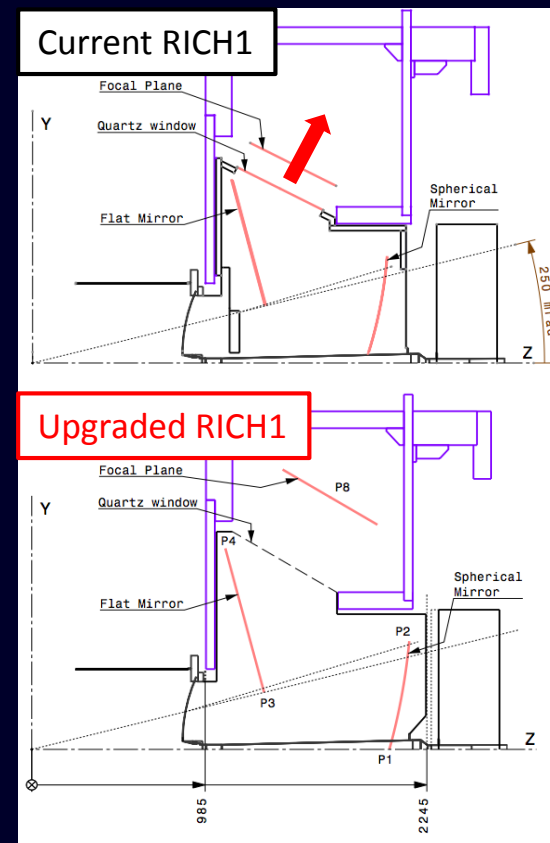 Current RICH1
Focal Plane
Quartz window
Y
Flat Mirror
Spherical
Mirror
250 mrad
Z
Upgraded RICH1
Focal Plane
P8
Quartz window
Y
P4
Flat Mirror
Spherical
Mirror
P2
P3
Z
P1
985
2245